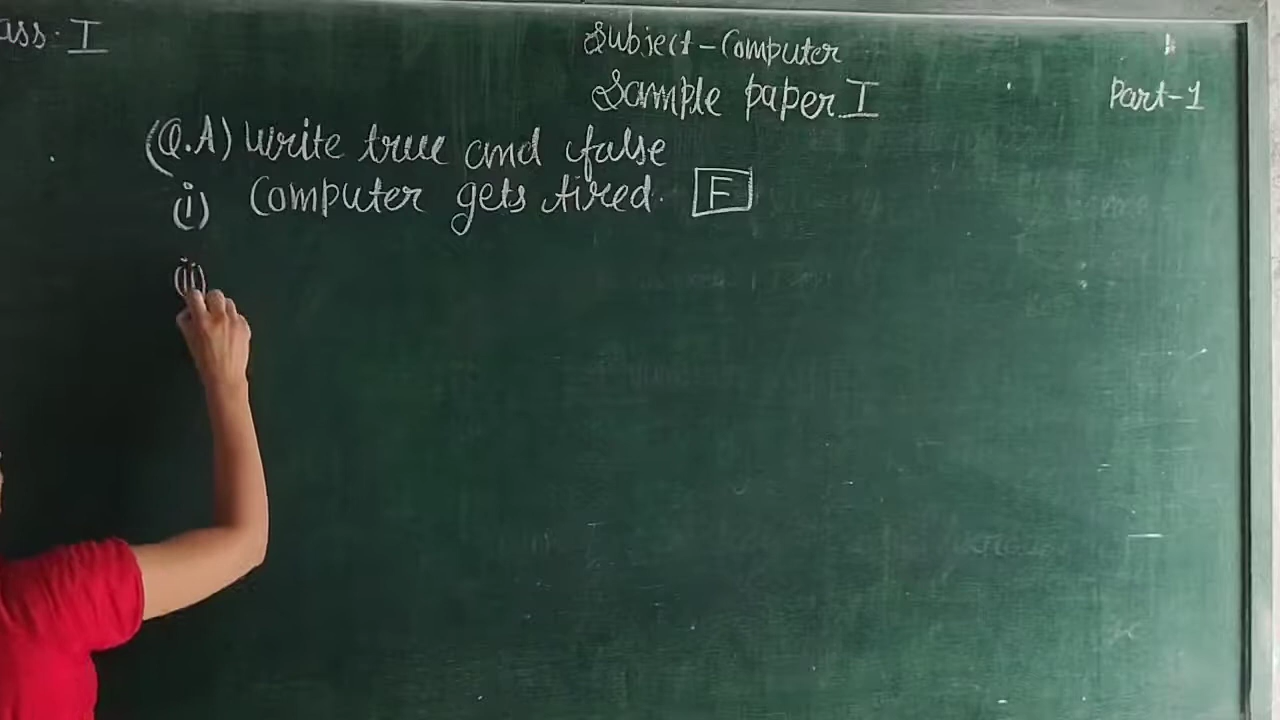 ass: I
Subject-Computer
Sample paper I
Part-1
(Q.A) Write true and false
(i) Computer gets tired. F
(ii)